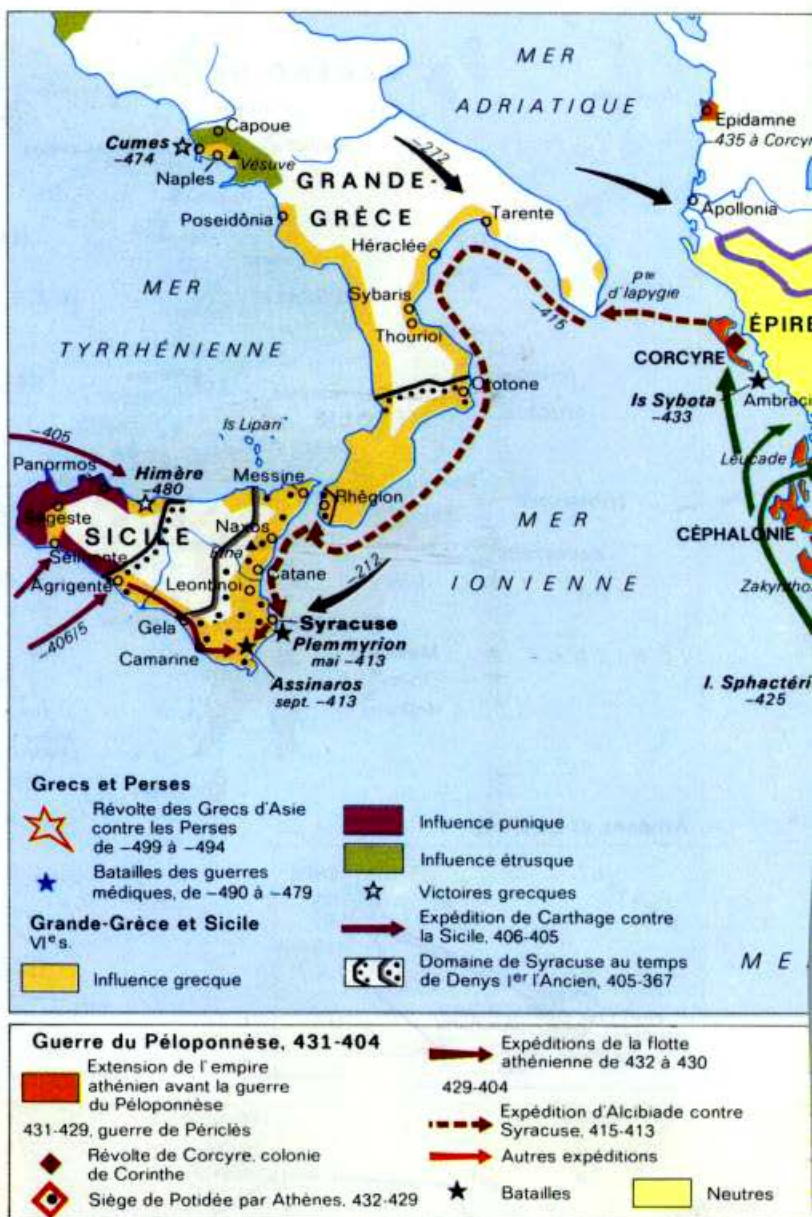 MER
ADRIATIQUE
Capoue
Cumes
–474
Vésuve
Naples
–272
Epidamne
–435 à Corcyr
GRANDE-
GRÈCE
Poseidônia
Tarente
Apollonia
Héraclée
MER
TYRRHÉNIENNE
Sybaris
Thourioi
–415
Pte
d'Iapygie
ÉPIRE
CORCYRE
Crotone
Is Sybota
–433
Ambraci
Is Lipari
–405
Panormos
Himère
–480
Messine
Leucade
Ségeste
Rhêgion
SICILE
Naxos
Etna
MER
IONIENNE
CÉPHALONIE
Sélinonte
Catane
Agrigente
Leontinoi
–212
Zakyntho
–406/5
Gela
Syracuse
Camarine
Plemmyrion
mai –413
Assinaros
sept. –413
I. Sphactéri
–425
Grecs et Perses
Révolte des Grecs d'Asie
contre les Perses
de –499 à –494
Batailles des guerres
médiques, de –490 à –479
Grande-Grèce et Sicile
VIe s.
Influence grecque
Influence punique
Influence étrusque
Victoires grecques
Expédition de Carthage contre
la Sicile, 406-405
Domaine de Syracuse au temps
de Denys Ier l'Ancien, 405-367
ME
Guerre du Péloponnèse, 431-404
Extension de l'empire
athénien avant la guerre
du Péloponnèse
431-429, guerre de Périclès
Révolte de Corcyre, colonie
de Corinthe
Siège de Potidée par Athènes, 432-429
Expéditions de la flotte
athénienne de 432 à 430
429-404
Expédition d'Alcibiade contre
Syracuse, 415-413
Autres expéditions
Batailles
Neutres